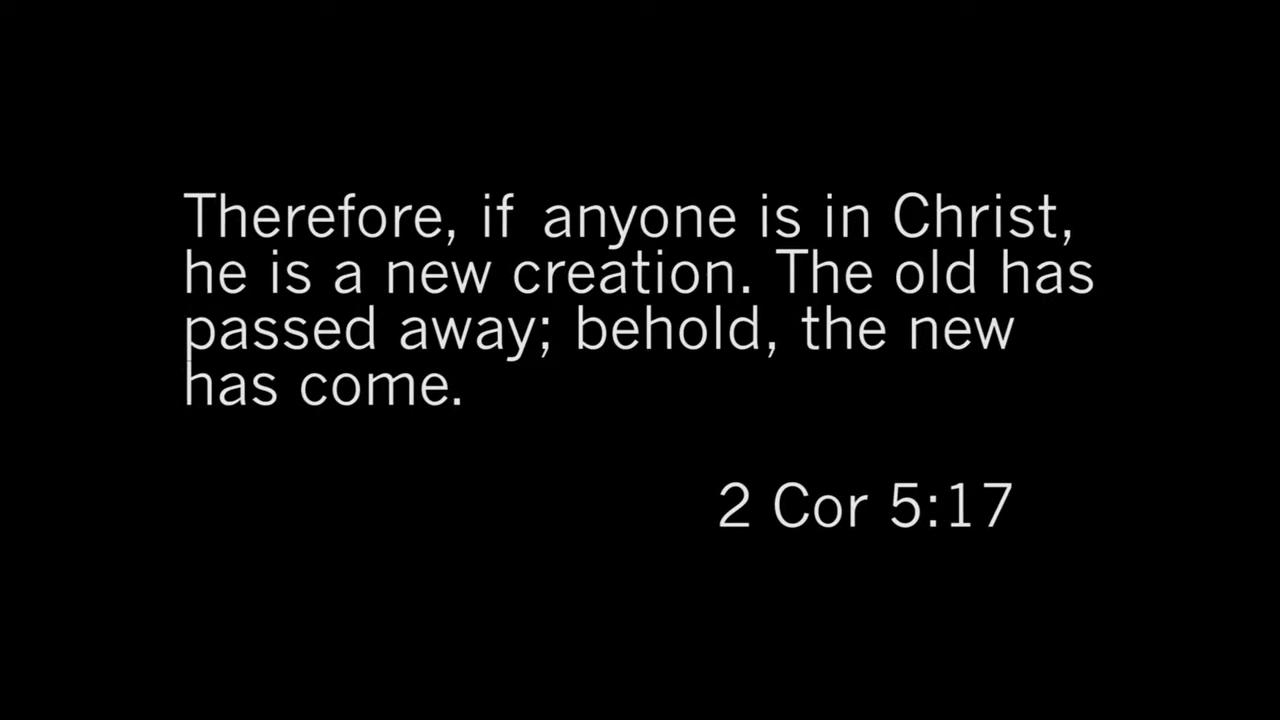 Therefore, if anyone is in Christ,
he is a new creation. The old has
passed away; behold, the new
has come.
2 Cor 5:17